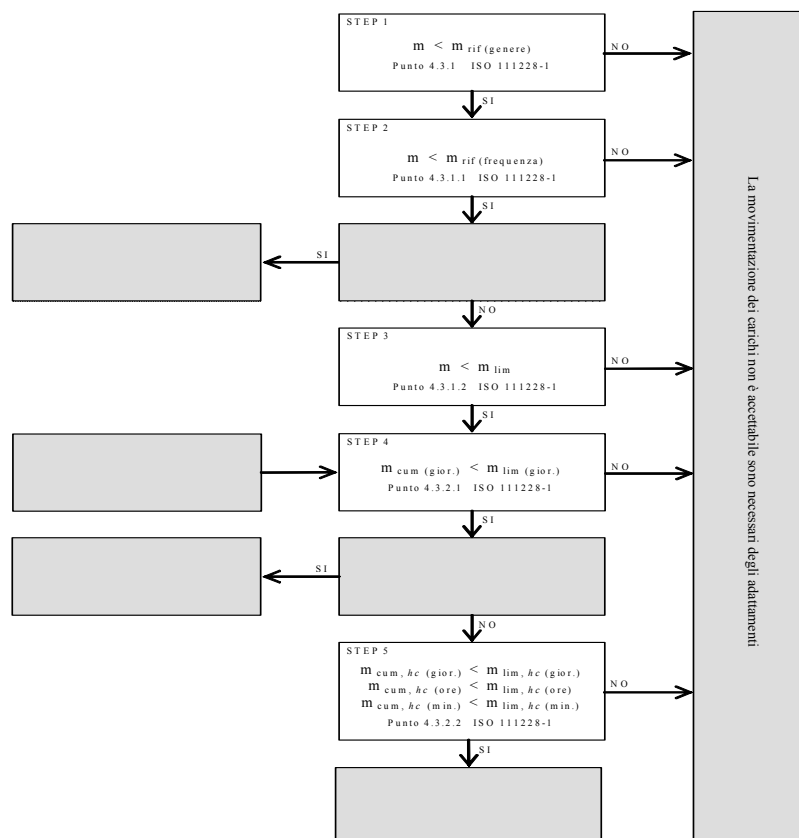 STEP 1
m < m rif (genere)
Punto 4.3.1 ISO 111228-1
NO
SI
STEP 2
m < m rif (frequenza)
Punto 4.3.1.1 ISO 111228-1
NO
SI
SI
NO
STEP 3
m < m lim
Punto 4.3.1.2 ISO 111228-1
NO
SI
STEP 4
m cum (gior.) < m lim (gior.)
Punto 4.3.2.1 ISO 111228-1
NO
SI
SI
NO
STEP 5
m cum, hc (gior.) < m lim, hc (gior.)
m cum, hc (ore) < m lim, hc (ore)
m cum, hc (min.) < m lim, hc (min.)
Punto 4.3.2.2 ISO 111228-1
NO
SI
La movimentazione dei carichi non è accettabile sono necessari degli adattamenti